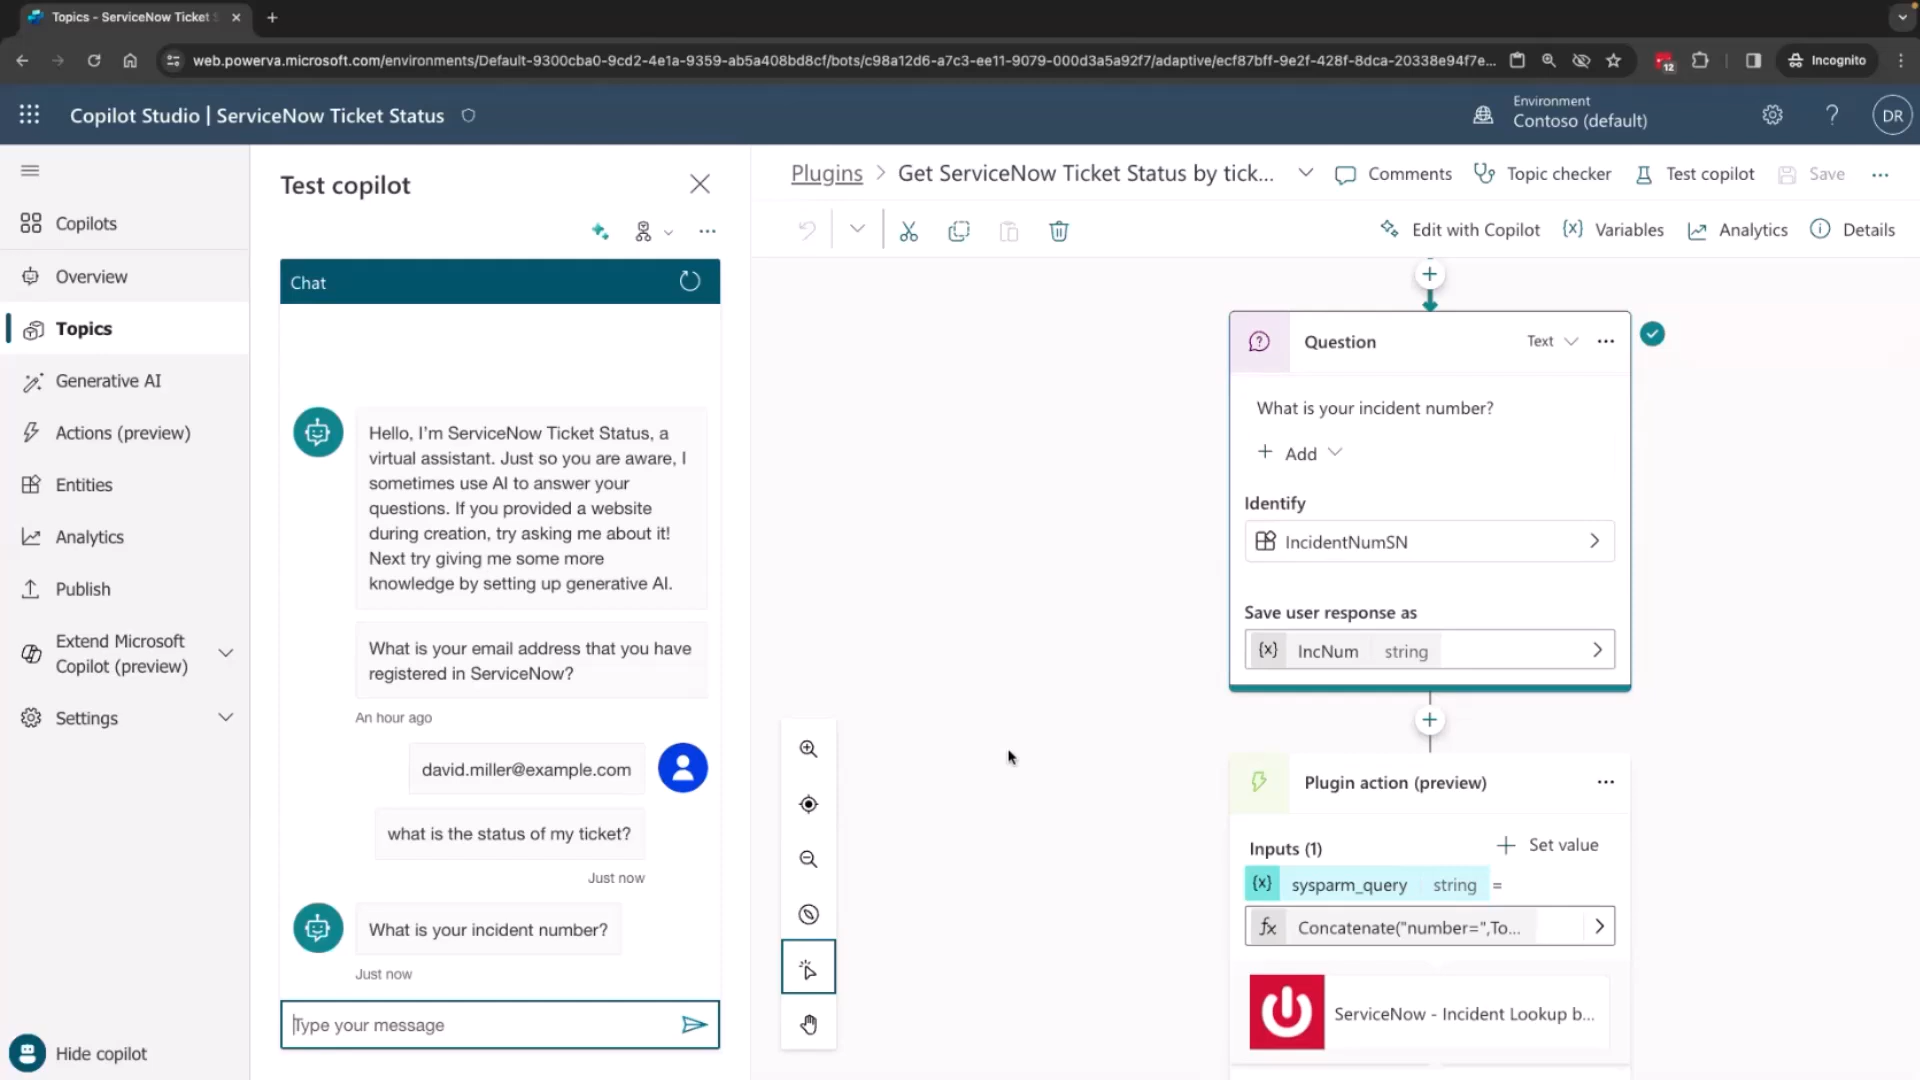 Topics - ServiceNow Ticket S
web.powerva.microsoft.com/environments/Default-9300cba0-9cd2-4e1a-9359-ab5a408bd8cf/bots/c98a12d6-a7c3-ee11-9079-000d3a5a92f7/adaptive/ecf87bff-9e2f-428f-8dca-20338e94f7e...
12
Incognito
Copilot Studio | ServiceNow Ticket Status
Environment
Contoso (default)
DR
Copilots
Overview
Topics
Generative AI
Actions (preview)
Entities
Analytics
Publish
Extend Microsoft
Copilot (preview)
Settings
Hide copilot
Test copilot
Chat
Hello, I'm ServiceNow Ticket Status, a
virtual assistant. Just so you are aware, I
sometimes use AI to answer your
questions. If you provided a website
during creation, try asking me about it!
Next try giving me some more
knowledge by setting up generative AI.
What is your email address that you have
registered in ServiceNow?
An hour ago
david.miller@example.com
what is the status of my ticket?
Just now
What is your incident number?
Just now
Type your message
Plugins > Get ServiceNow Ticket Status by tick...
Comments
Topic checker
Test copilot
Save
Edit with Copilot
{x} Variables
Analytics
Details
Question
Text
What is your incident number?
+ Add
Identify
IncidentNumSN
Save user response as
{x} IncNum string
Plugin action (preview)
Inputs (1)
+ Set value
{x} sysparm_query string =
fx Concatenate("number=",To...
ServiceNow - Incident Lookup b...